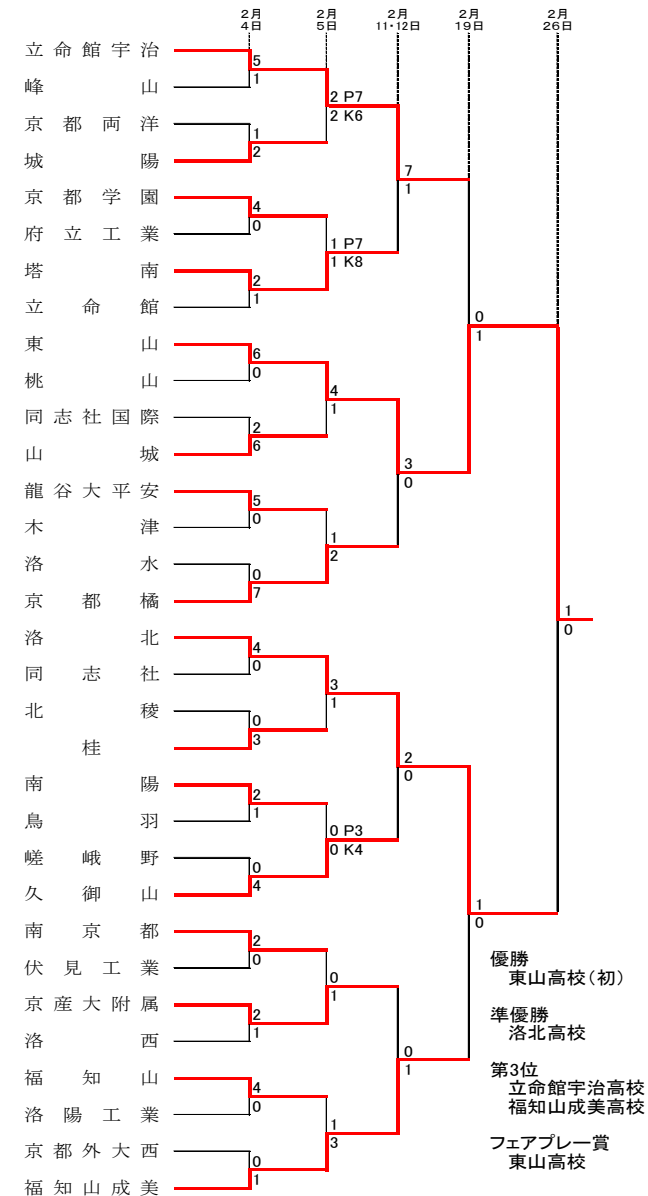 2月 2月 2月 2月 2月
4日 5日 11・12日 19日 26日
立命館宇治
5
1
峰山
2 P7
2 K6
京都両洋
1
2
城陽
7
1
京都学園
4
0
府立工業
1 P7
1 K8
塔南
2
1
立命館
0
1
東山
6
0
桃山
4
1
同志社国際
2
6
山城
3
0
龍谷大平安
5
0
木津
1
2
洛水
0
7
京都橘
1
0
洛北
4
0
同志社
3
1
北稜
0
3
桂
2
0
南陽
2
1
鳥羽
0 P3
0 K4
嵯峨野
0
4
久御山
1
0
南京都
2
0
伏見工業
0
1
京産大附属
2
1
洛西
0
1
福知山
4
0
洛陽工業
1
3
京都外大西
0
1
福知山成美
優勝
東山高校(初)
準優勝
洛北高校
第3位
立命館宇治高校
福知山成美高校
フェアプレー賞
東山高校